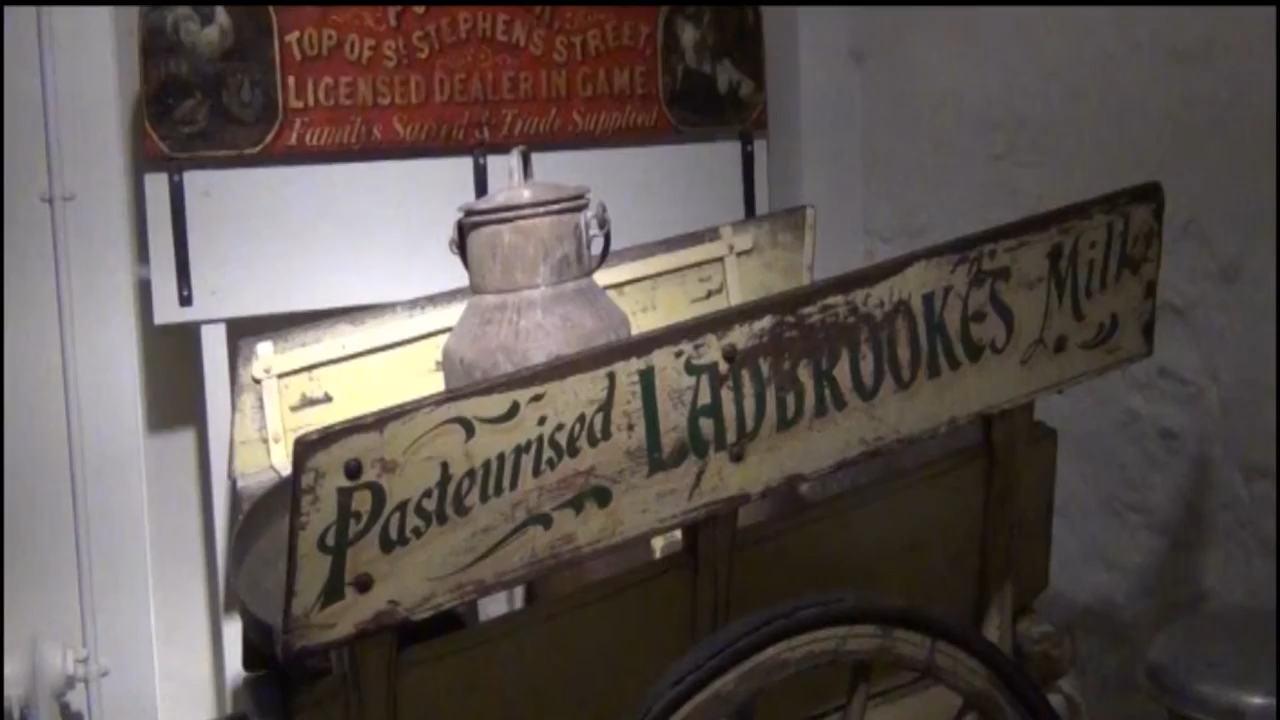 TOP OF St STEPHENS STREET,
LICENSED DEALER IN GAME.
Familys Served & Trade Supplied
Pasteurised LADBROOKES Milk